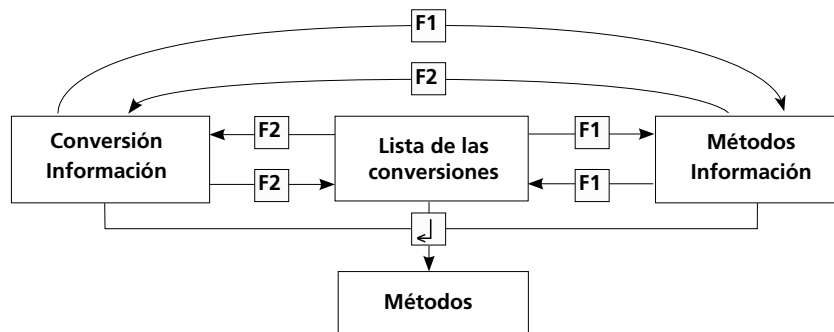 F1
F2
Conversión
Información
F2
F2
Lista de las
conversiones
F1
F1
Métodos
Información
Métodos